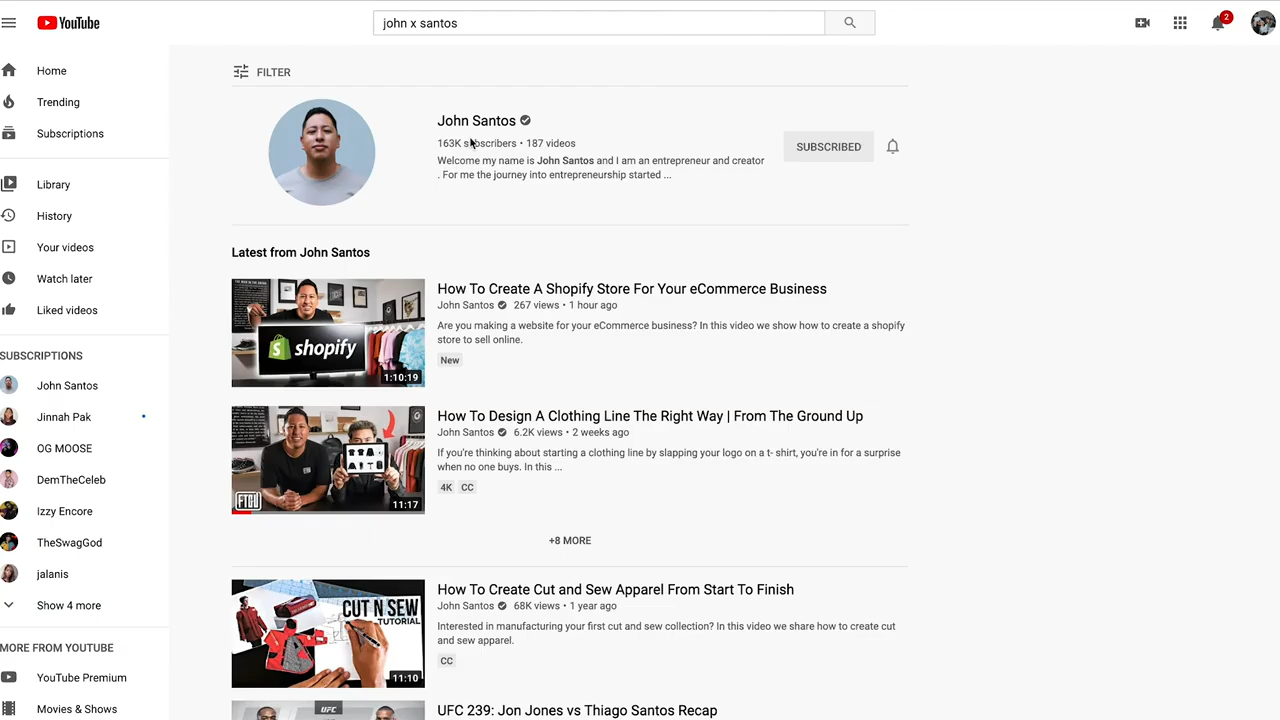 YouTube
john x santos
2
Home
Trending
Subscriptions
Library
History
Your videos
Watch later
Liked videos
SUBSCRIPTIONS
John Santos
Jinnah Pak
OG MOOSE
DemTheCeleb
Izzy Encore
TheSwagGod
jalanis
Show 4 more
MORE FROM YOUTUBE
YouTube Premium
Movies & Shows
FILTER
John Santos
163K subscribers • 187 videos
Welcome my name is John Santos and I am an entrepreneur and creator
. For me the journey into entrepreneurship started ...
SUBSCRIBED
Latest from John Santos
shopify
1:10:19
How To Create A Shopify Store For Your eCommerce Business
John Santos 267 views • 1 hour ago
Are you making a website for your eCommerce business? In this video we show how to create a shopify
store to sell online.
New
FTGU
11:17
How To Design A Clothing Line The Right Way | From The Ground Up
John Santos 6.2K views • 2 weeks ago
If you're thinking about starting a clothing line by slapping your logo on a t- shirt, you're in for a surprise
when no one buys. In this ...
4K CC
+8 MORE
CUT N SEW
TUTORIAL
11:10
How To Create Cut and Sew Apparel From Start To Finish
John Santos 68K views • 1 year ago
Interested in manufacturing your first cut and sew collection? In this video we share how to create cut
and sew apparel.
CC
UFC
UFC 239: Jon Jones vs Thiago Santos Recap